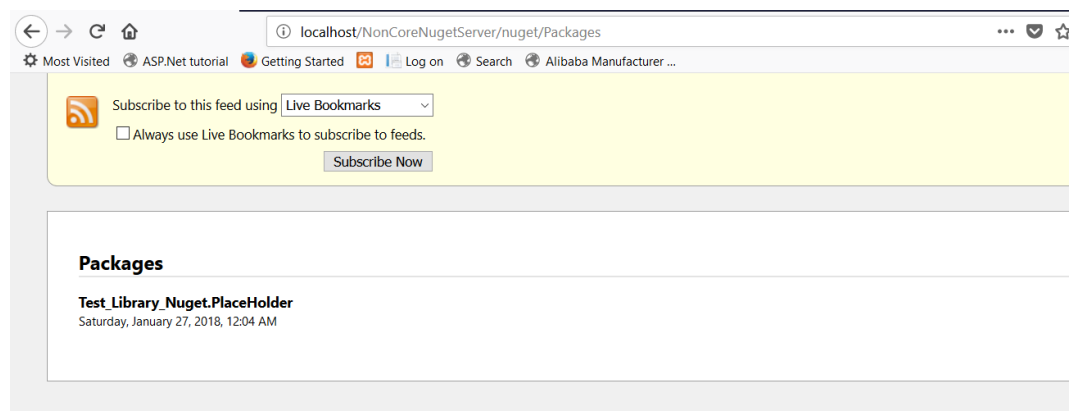 localhost/NonCoreNugetServer/nuget/Packages
Most Visited ASP.Net tutorial Getting Started Log on Search Alibaba Manufacturer ...
Subscribe to this feed using Live Bookmarks
Always use Live Bookmarks to subscribe to feeds.
Subscribe Now
Packages
Test_Library_Nuget.PlaceHolder
Saturday, January 27, 2018, 12:04 AM